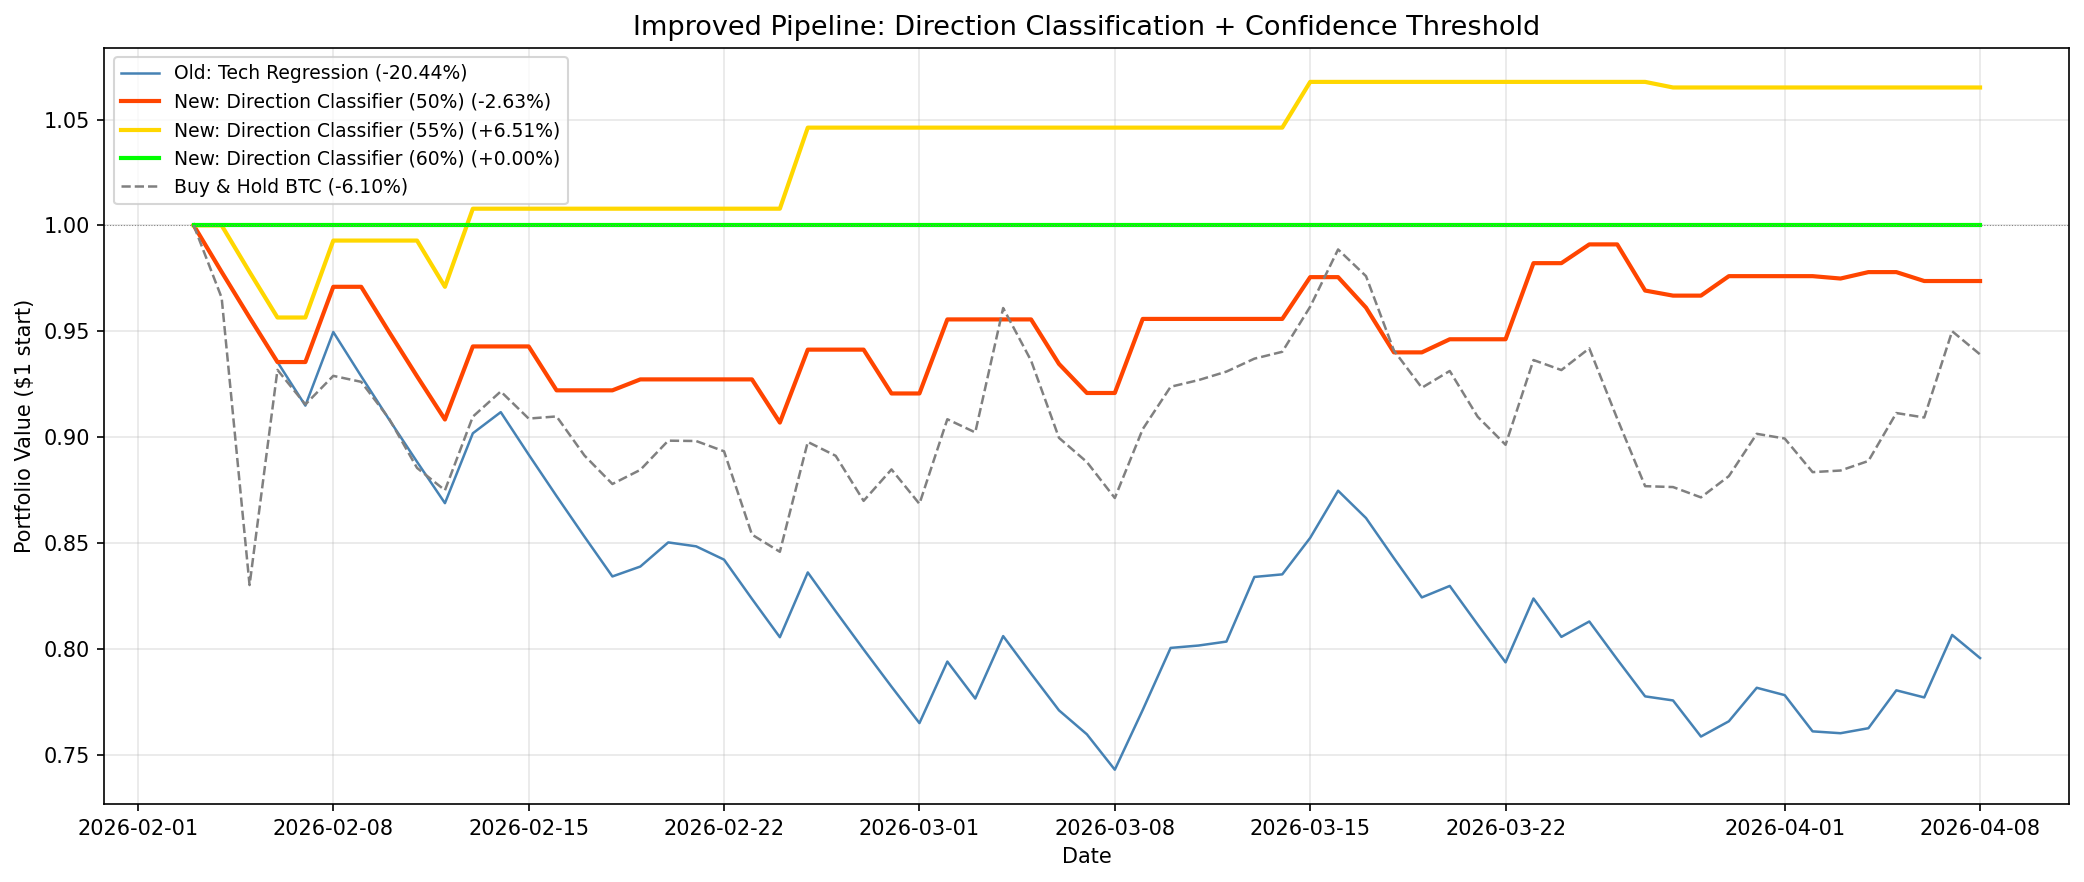 Improved Pipeline: Direction Classification + Confidence Threshold
Old: Tech Regression (-20.44%)
New: Direction Classifier (50%) (-2.63%)
New: Direction Classifier (55%) (+6.51%)
New: Direction Classifier (60%) (+0.00%)
Buy & Hold BTC (-6.10%)
Portfolio Value ($1 start)
1.05
1.00
0.95
0.90
0.85
0.80
0.75
2026-02-01 2026-02-08 2026-02-15 2026-02-22 2026-03-01 2026-03-08 2026-03-15 2026-03-22 2026-04-01 2026-04-08
Date